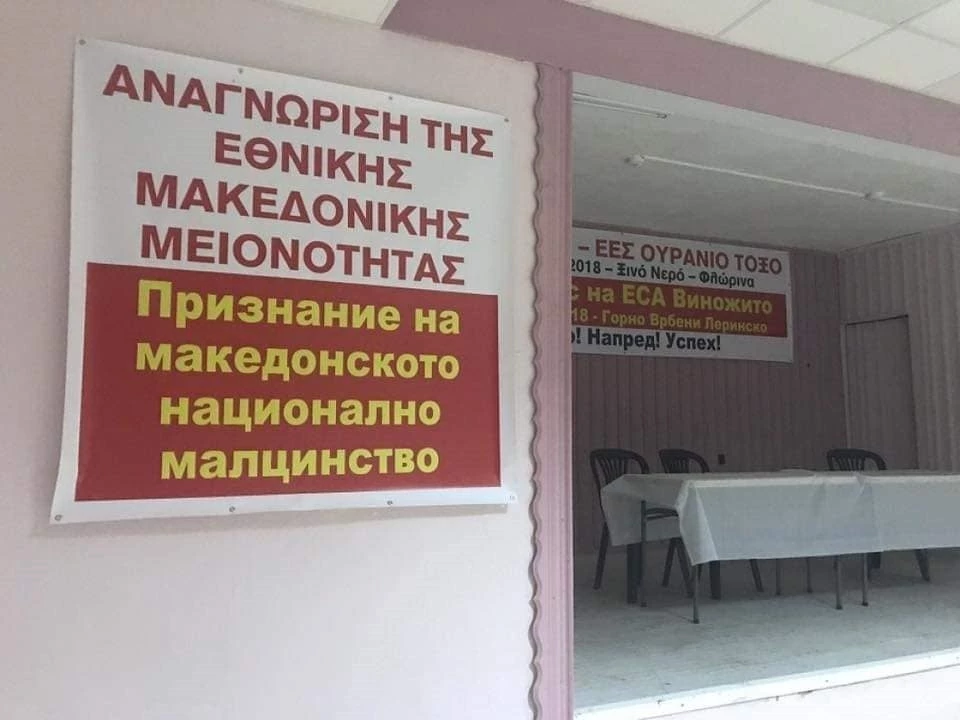 ΑΝΑΓΝΩΡΙΣΗ ΤΗΣ
ΕΘΝΙΚΗΣ
ΜΑΚΕΔΟΝΙΚΗΣ
ΜΕΙΟΝΟΤΗΤΑΣ
Признание на
македонското
национално
малцинство
– ΕΕΣ ΟΥΡΑΝΙΟ ΤΟΞΟ
2018 – Ξινό Νερό – Φλώρινα
С на ЕСА Виножито
18 - Горно Врбени Леринско
! Напред! Успех!